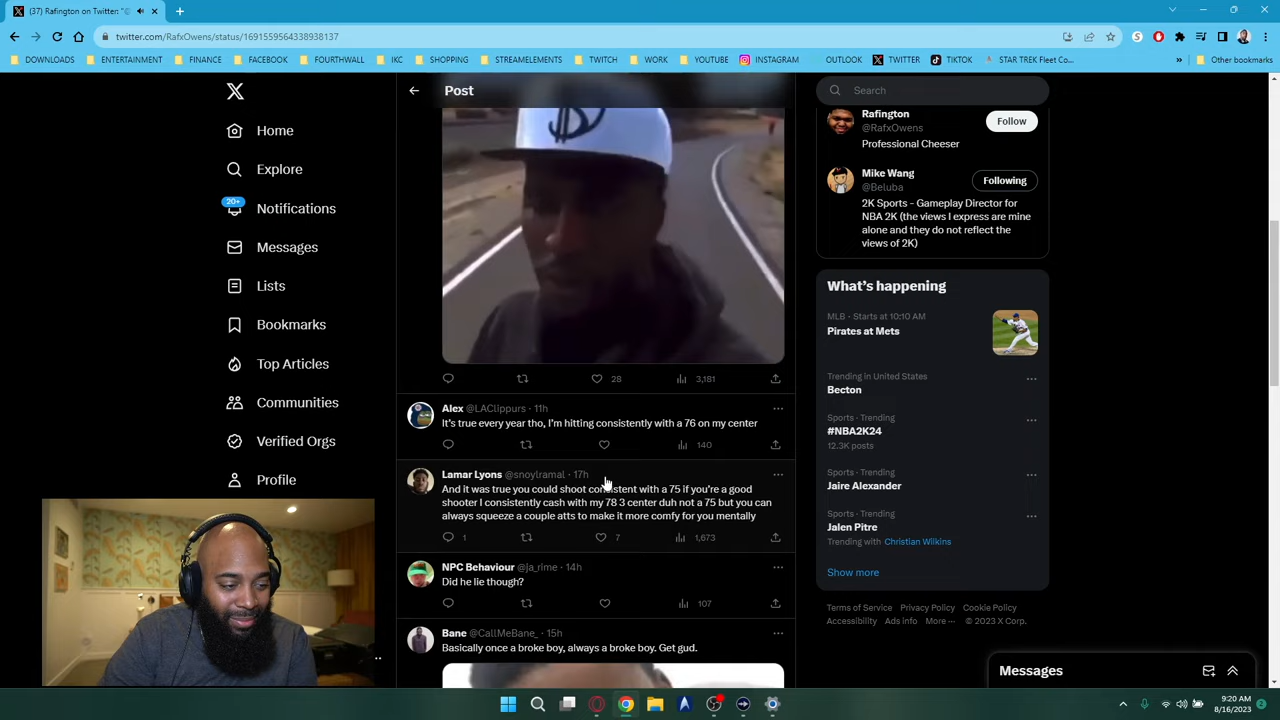 (37) Rafington on Twitter: "
twitter.com/RafxOwens/status/1691559564338938137
DOWNLOADS
ENTERTAINMENT
FINANCE
FACEBOOK
FOURTHWALL
IKC
SHOPPING
STREAMELEMENTS
TWITCH
WORK
YOUTUBE
INSTAGRAM
OUTLOOK
TWITTER
TIKTOK
STAR TREK Fleet Co...
»
Other bookmarks
Home
Explore
20+
Notifications
Messages
Lists
Bookmarks
Top Articles
Communities
Verified Orgs
Profile
Post
28
3,181
Alex @LAClippurs · 11h
It's true every year tho, I'm hitting consistently with a 76 on my center
140
Lamar Lyons @snoylramal · 17h
And it was true you could shoot consistent with a 75 if you're a good
shooter I consistently cash with my 78 3 center duh not a 75 but you can
always squeeze a couple atts to make it more comfy for you mentally
1
7
1,673
NPC Behaviour @ja_rime · 14h
Did he lie though?
107
Bane @CallMeBane_ · 15h
Basically once a broke boy, always a broke boy. Get gud.
Search
Rafington
@RafxOwens
Follow
Professional Cheeser
Mike Wang
@Beluba
Following
2K Sports - Gameplay Director for
NBA 2K (the views I express are mine
alone and they do not reflect the
views of 2K)
What's happening
MLB · Starts at 10:10 AM
Pirates at Mets
Trending in United States
Becton
Sports · Trending
#NBA2K24
12.3K posts
Sports · Trending
Jaire Alexander
Sports · Trending
Jalen Pitre
Trending with Christian Wilkins
Show more
Terms of Service Privacy Policy Cookie Policy
Accessibility Ads info More ··· © 2023 X Corp.
Messages
9:20 AM
8/16/2023
2